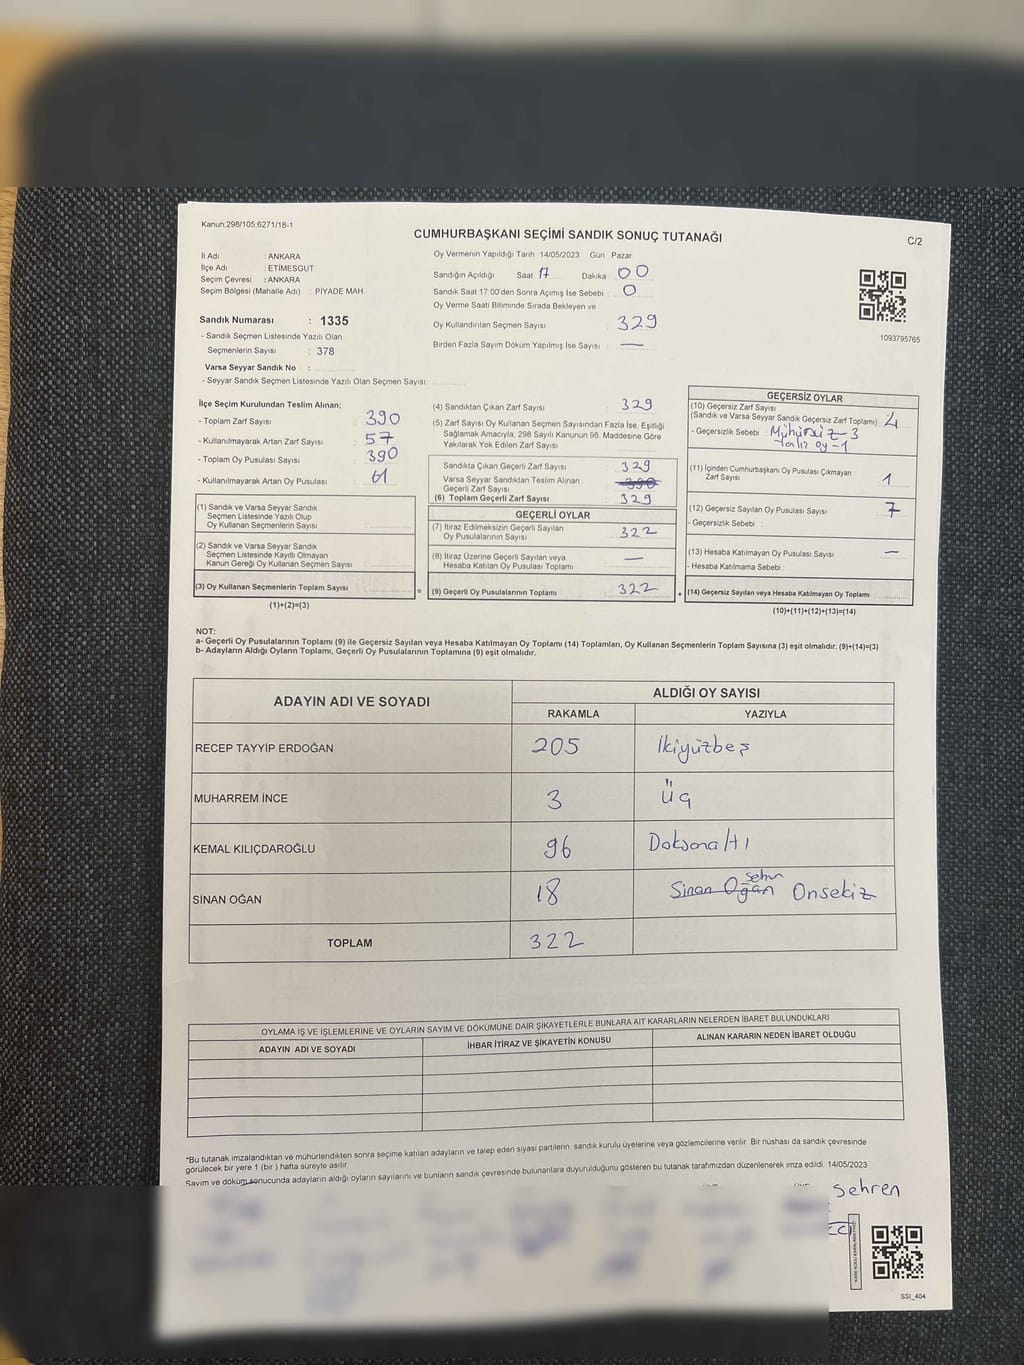 Kanun:298/105,6271/18-1
CUMHURBAŞKANI SEÇİMİ SANDIK SONUÇ TUTANAĞI
C/2
İl Adı : ANKARA
İlçe Adı : ETİMESGUT
Seçim Çevresi : ANKARA
Seçim Bölgesi (Mahalle Adı) : PİYADE MAH.
Sandık Numarası : 1335
- Sandık Seçmen Listesinde Yazılı Olan
Seçmenlerin Sayısı : 378
Varsa Seyyar Sandık No :
- Seyyar Sandık Seçmen Listesinde Yazılı Olan Seçmen Sayısı:
Oy Vermenin Yapıldığı Tarih 14/05/2023 Gün : Pazar
Sandığın Açıldığı Saat 17 Dakika 00
Sandık Saat 17:00'den Sonra Açılmış İse Sebebi : 0
Oy Verme Saati Bitiminde Sırada Bekleyen ve
Oy Kullandırılan Seçmen Sayısı 329
Birden Fazla Sayım Döküm Yapılmış İse Sayısı : —
1093795765
İlçe Seçim Kurulundan Teslim Alınan;
- Toplam Zarf Sayısı : 390
- Kullanılmayarak Artan Zarf Sayısı : 57
- Toplam Oy Pusulası Sayısı : 390
- Kullanılmayarak Artan Oy Pusulası : 61
(1) Sandık ve Varsa Seyyar Sandık
Seçmen Listesinde Yazılı Olup
Oy Kullanan Seçmenlerin Sayısı
(2) Sandık ve Varsa Seyyar Sandık
Seçmen Listesinde Kayıtlı Olmayan
Kanun Gereği Oy Kullanan Seçmen Sayısı
(3) Oy Kullanan Seçmenlerin Toplam Sayısı
(1)+(2)=(3)
=
(4) Sandıktan Çıkan Zarf Sayısı 329
(5) Zarf Sayısı Oy Kullanan Seçmen Sayısından Fazla İse, Eşitliği
Sağlamak Amacıyla; 298 Sayılı Kanunun 98. Maddesine Göre
Yakılarak Yok Edilen Zarf Sayısı
Sandıkta Çıkan Geçerli Zarf Sayısı 329
Varsa Seyyar Sandıktan Teslim Alınan
Geçerli Zarf Sayısı 390
(6) Toplam Geçerli Zarf Sayısı 329
GEÇERLİ OYLAR
(7) İtiraz Edilmeksizin Geçerli Sayılan
Oy Pusulalarının Sayısı 322
(8) İtiraz Üzerine Geçerli Sayılan veya
Hesaba Katılan Oy Pusulası Toplamı —
(9) Geçerli Oy Pusulalarının Toplamı 322
+
GEÇERSİZ OYLAR
(10) Geçersiz Zarf Sayısı
(Sandık ve Varsa Seyyar Sandık Geçersiz Zarf Toplamı) : 4
- Geçersizlik Sebebi : Mühürsüz-3
oy-1
(11) İçinden Cumhurbaşkanı Oy Pusulası Çıkmayan
Zarf Sayısı 1
(12) Geçersiz Sayılan Oy Pusulası Sayısı 7
- Geçersizlik Sebebi :
(13) Hesaba Katılmayan Oy Pusulası Sayısı —
- Hesaba Katılmama Sebebi :
(14) Geçersiz Sayılan veya Hesaba Katılmayan Oy Toplamı :
(10)+(11)+(12)+(13)=(14)
NOT:
a- Geçerli Oy Pusulalarının Toplamı (9) ile Geçersiz Sayılan veya Hesaba Katılmayan Oy Toplamı (14) Toplamları, Oy Kullanan Seçmenlerin Toplam Sayısına (3) eşit olmalıdır. (9)+(14)=(3)
b- Adayların Aldığı Oyların Toplamı, Geçerli Oy Pusulalarının Toplamına (9) eşit olmalıdır.
ADAYIN ADI VE SOYADI
ALDIĞI OY SAYISI
RAKAMLA YAZIYLA
RECEP TAYYİP ERDOĞAN 205 İkiyüzbeş
MUHARREM İNCE 3 Üç
KEMAL KILIÇDAROĞLU 96 Doksanaltı
SİNAN OĞAN 18 Sinan Oğan Sehven Onsekiz
TOPLAM 322
OYLAMA İŞ VE İŞLEMLERİNE VE OYLARIN SAYIM VE DÖKÜMÜNE DAİR ŞİKAYETLERLE BUNLARA AİT KARARLARIN NELERDEN İBARET BULUNDUKLARI
ADAYIN ADI VE SOYADI İHBAR İTİRAZ VE ŞİKAYETİN KONUSU ALINAN KARARIN NEDEN İBARET OLDUĞU
*Bu tutanak imzalandıktan ve mühürlendikten sonra seçime katılan adayların ve talep eden siyasi partilerin sandık kurulu üyelerine veya gözlemcilerine verilir. Bir nüshası da sandık çevresinde
görülecek bir yere 1 (bir ) hafta süreyle asılır.
Sayım ve döküm sonucunda adayların aldığı oyların sayılarını ve bunların sandık çevresinde bulunanlara duyurulduğunu gösteren bu tutanak tarafımızdan düzenlenerek imza edildi. 14/05/2023
Sehren
SSI_404